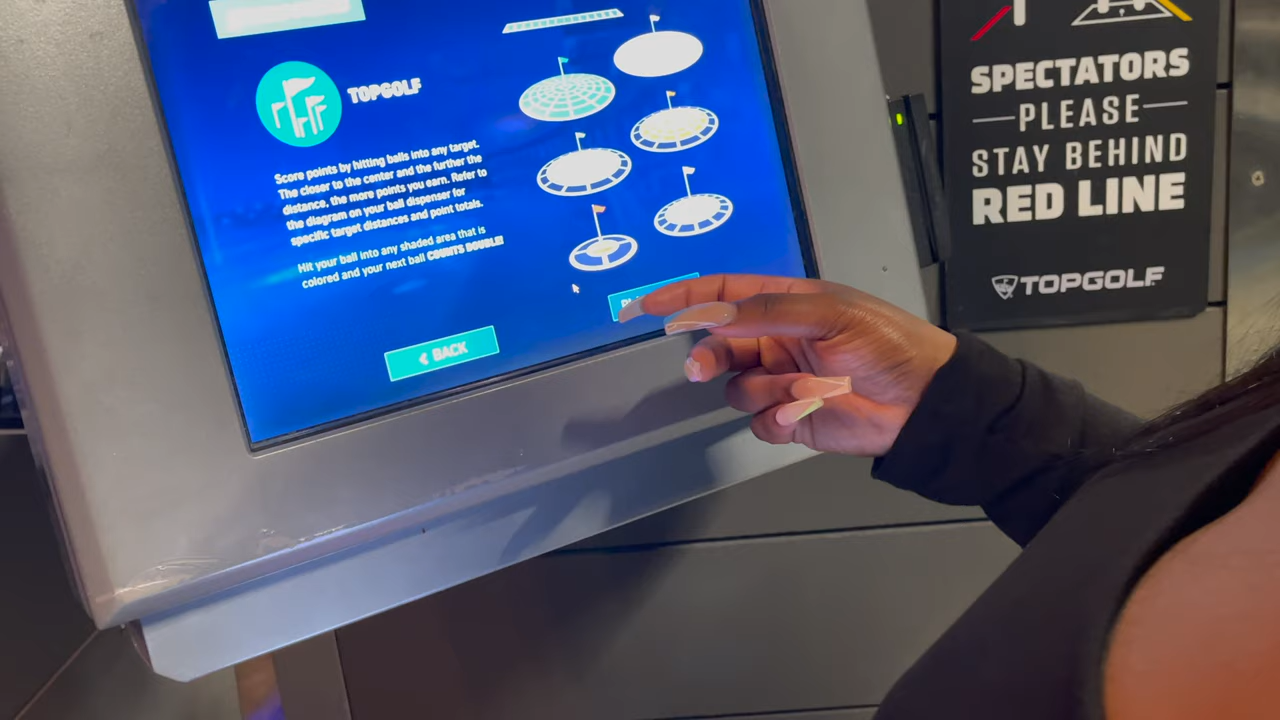 TOPGOLF
Score points by hitting balls into any target.
The closer to the center and the further the
distance, the more points you earn. Refer to
the diagram on your ball dispenser for
specific target distances and point totals.
Hit your ball into any shaded area that is
colored and your next ball COUNTS DOUBLE!
< BACK
SPECTATORS
PLEASE
STAY BEHIND
RED LINE
TOPGOLF